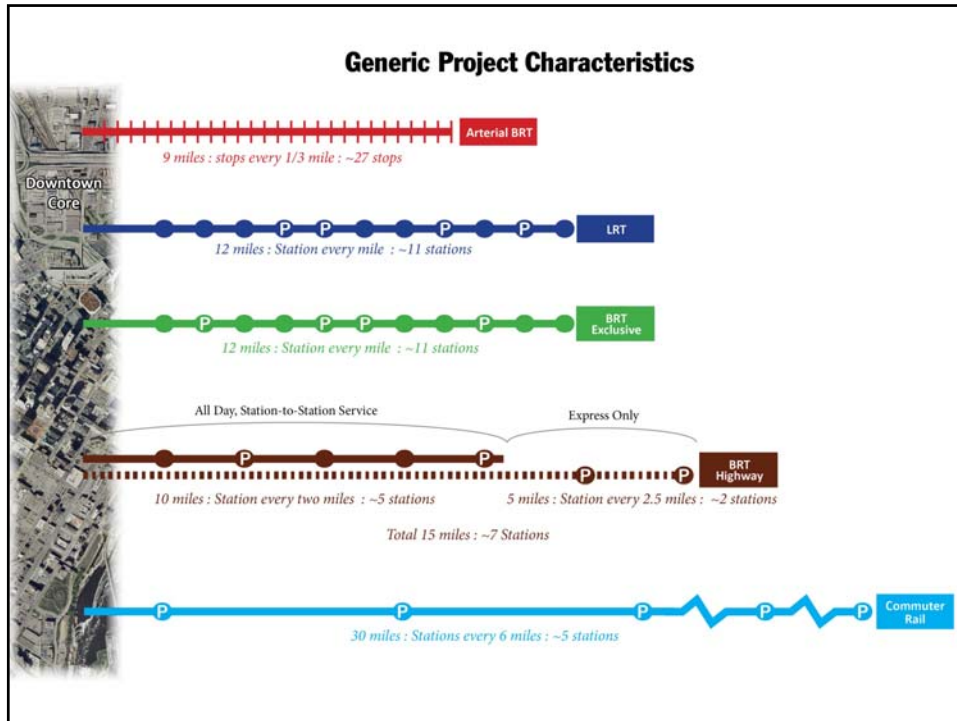 Generic Project Characteristics
Downtown
Core
Arterial BRT
9 miles : stops every 1/3 mile : ~27 stops
P P P P
LRT
12 miles : Station every mile : ~11 stations
P P P P
BRT
Exclusive
12 miles : Station every mile : ~11 stations
All Day, Station-to-Station Service
Express Only
P P
P P
BRT
Highway
10 miles : Station every two miles : ~5 stations
5 miles : Station every 2.5 miles : ~2 stations
Total 15 miles : ~7 Stations
P P P P P
Commuter
Rail
30 miles : Stations every 6 miles : ~5 stations